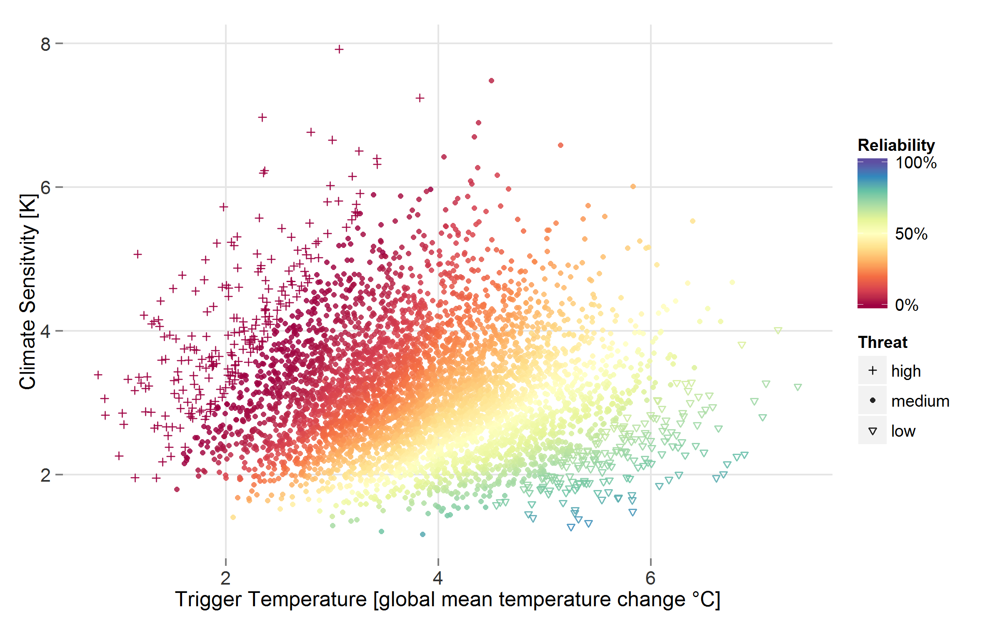 8
6
4
2
Climate Sensitvity [K]
2
4
6
Trigger Temperature [global mean temperature change °C]
Reliability
100%
50%
0%
Threat
high
medium
low